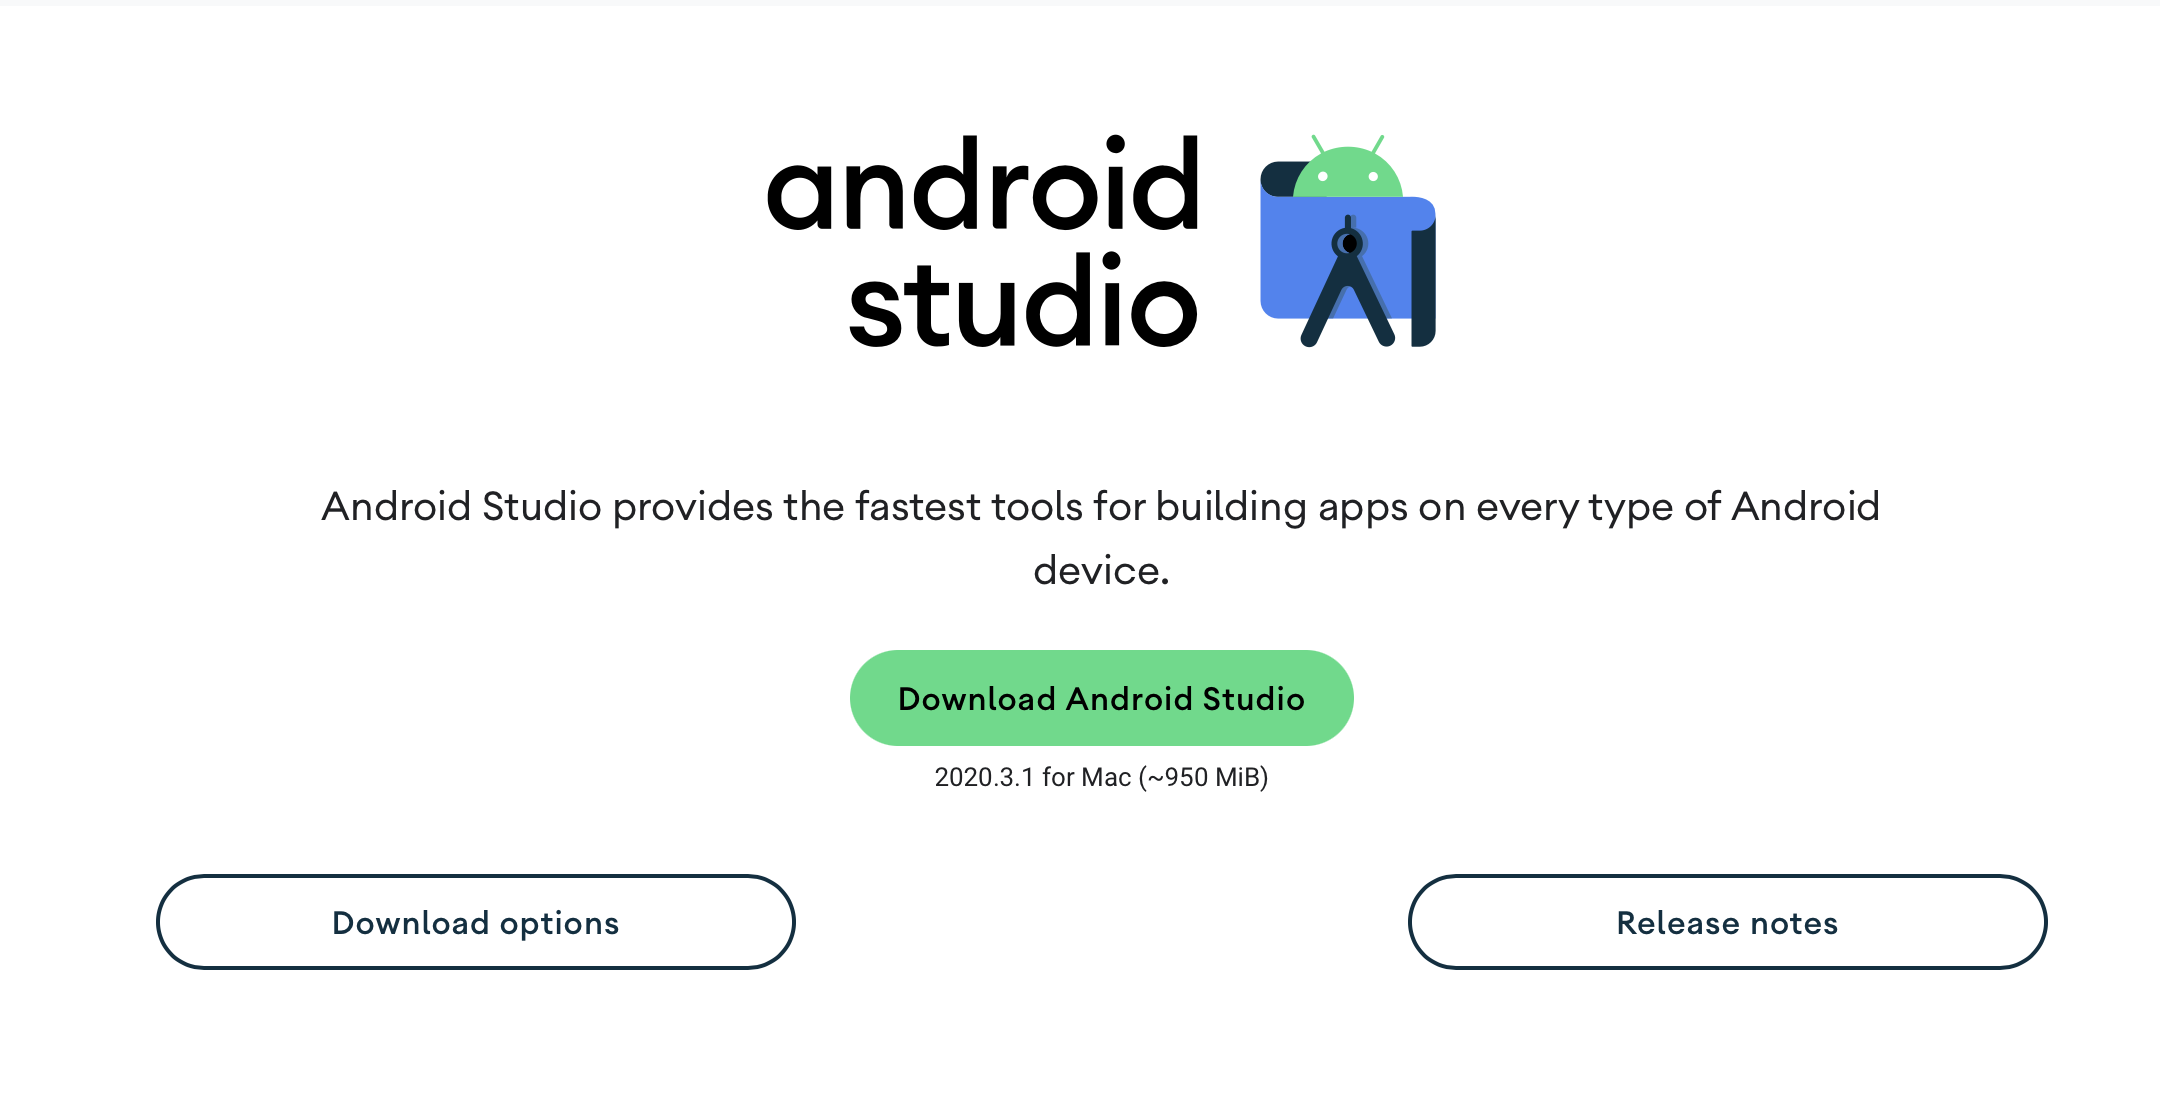 android
studio
Android Studio provides the fastest tools for building apps on every type of Android
device.
Download Android Studio
2020.3.1 for Mac (~950 MiB)
Download options
Release notes